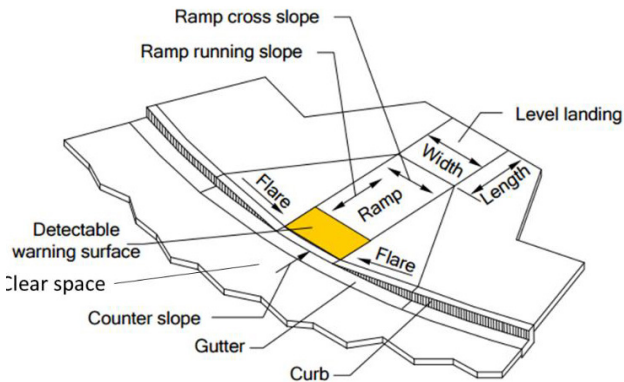 Ramp cross slope
Ramp running slope
Level landing
Width
Length
Flare
Ramp
Detectable
warning surface
Flare
Clear space
Counter slope
Gutter
Curb